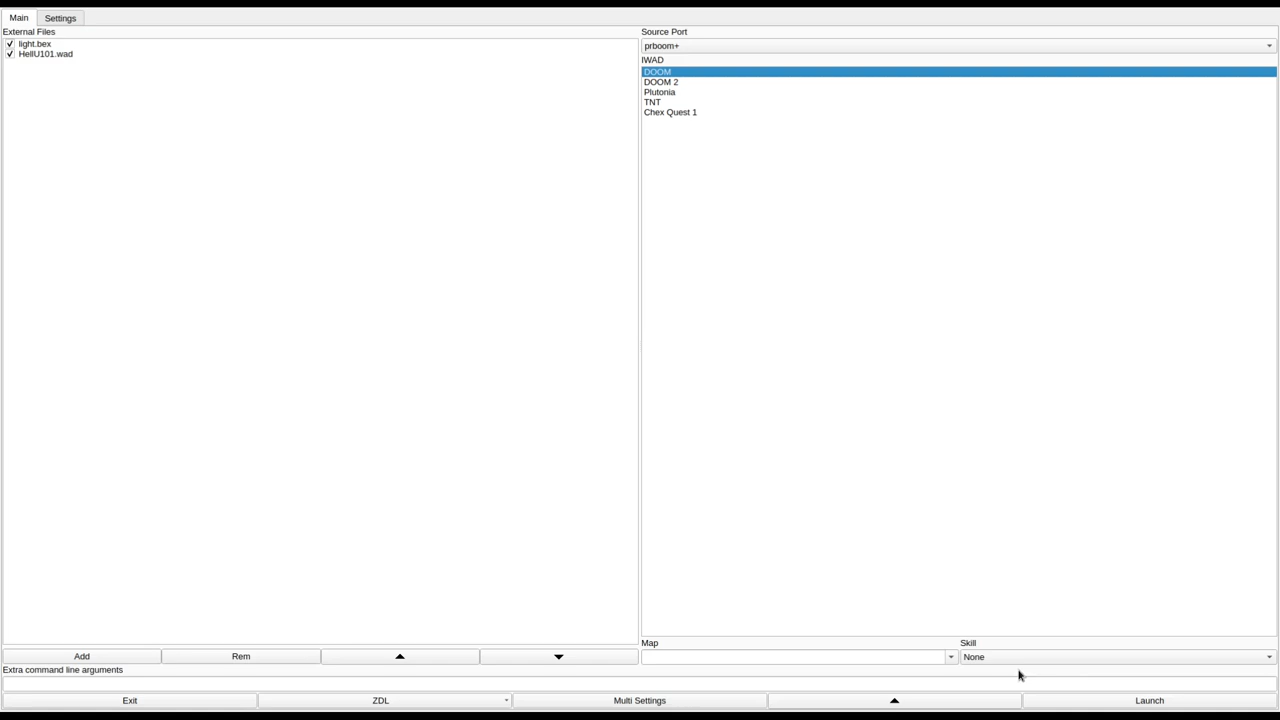 Main Settings
External Files
light.bex
HellU101.wad
Source Port
prboom+
IWAD
DOOM
DOOM 2
Plutonia
TNT
Chex Quest 1
Add Rem
Map Skill
None
Extra command line arguments
Exit ZDL Multi Settings Launch